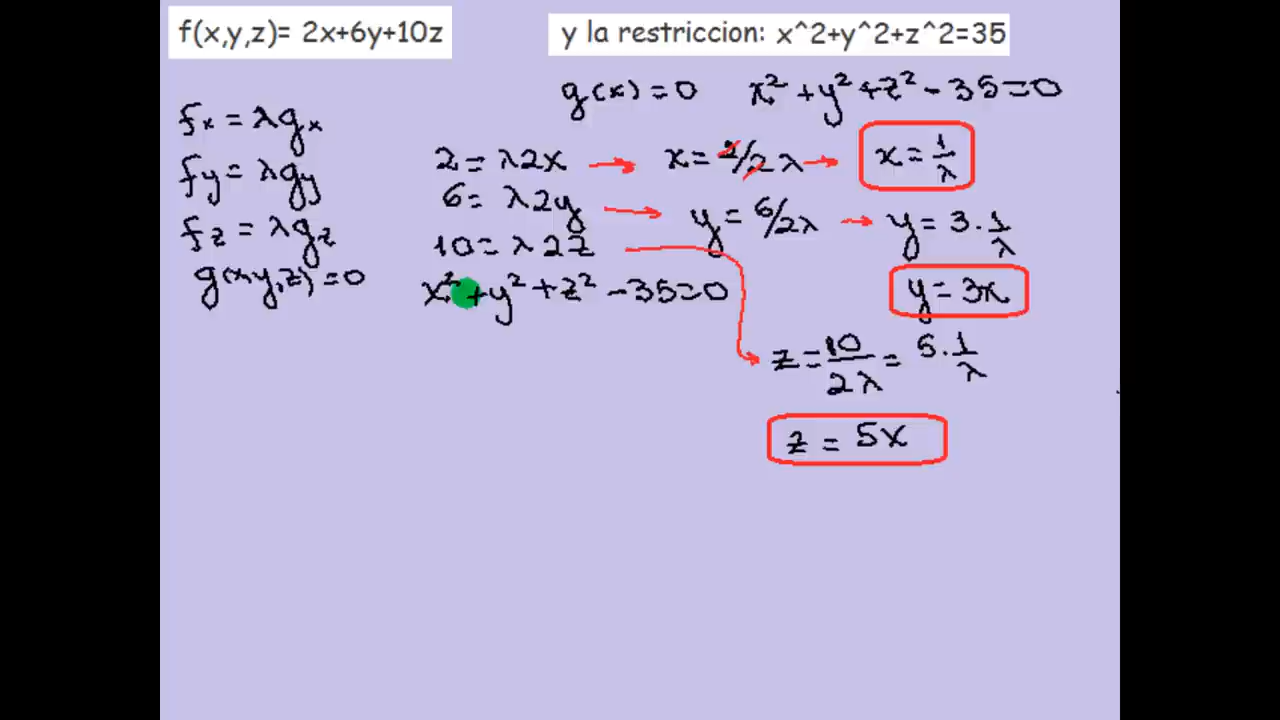 f(x,y,z)= 2x+6y+10z
y la restriccion: x^2+y^2+z^2=35
g(x)=0 x²+y²+z²-35=0
fx=λgx
fy=λgy
fz=λgz
g(x,y,z)=0
2=λ2x → x=2/2λ → x=1/λ
6=λ2y → y=6/2λ → y=3·1/λ
y=3x
10=λ2z
x²+y²+z²-35=0
z=10/2λ=5·1/λ
z=5x